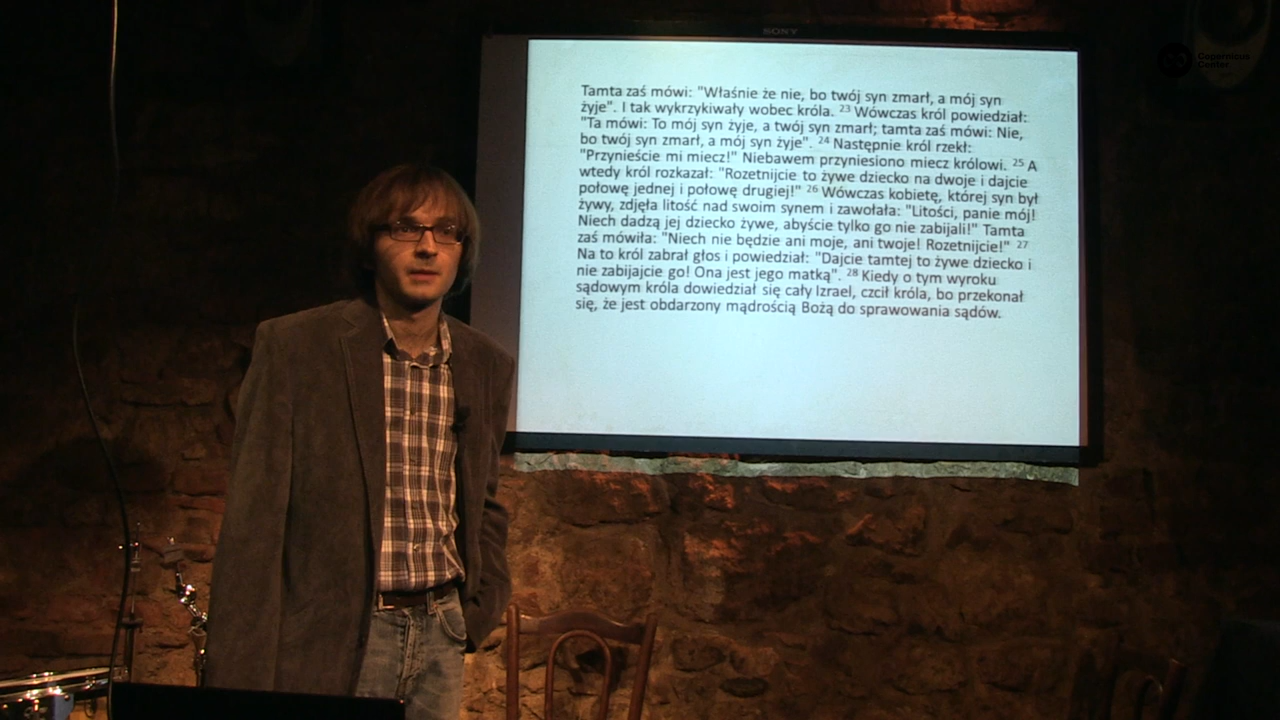 SONY
Copernicus
Center
Tamta zaś mówi: "Właśnie że nie, bo twój syn zmarł, a mój syn
żyje". I tak wykrzykiwały wobec króla. 23 Wówczas król powiedział:
"Ta mówi: To mój syn żyje, a twój syn zmarł; tamta zaś mówi: Nie,
bo twój syn zmarł, a mój syn żyje". 24 Następnie król rzekł:
"Przynieście mi miecz!" Niebawem przyniesiono miecz królowi. 25 A
wtedy król rozkazał: "Rozetnijcie to żywe dziecko na dwoje i dajcie
połowę jednej i połowę drugiej!" 26 Wówczas kobietę, której syn był
żywy, zdjęła litość nad swoim synem i zawołała: "Litości, panie mój!
Niech dadzą jej dziecko żywe, abyście tylko go nie zabijali!" Tamta
zaś mówiła: "Niech nie będzie ani moje, ani twoje! Rozetnijcie!" 27
Na to król zabrał głos i powiedział: "Dajcie tamtej to żywe dziecko i
nie zabijajcie go! Ona jest jego matką". 28 Kiedy o tym wyroku
sądowym króla dowiedział się cały Izrael, czcił króla, bo przekonał
się, że jest obdarzony mądrością Bożą do sprawowania sądów.